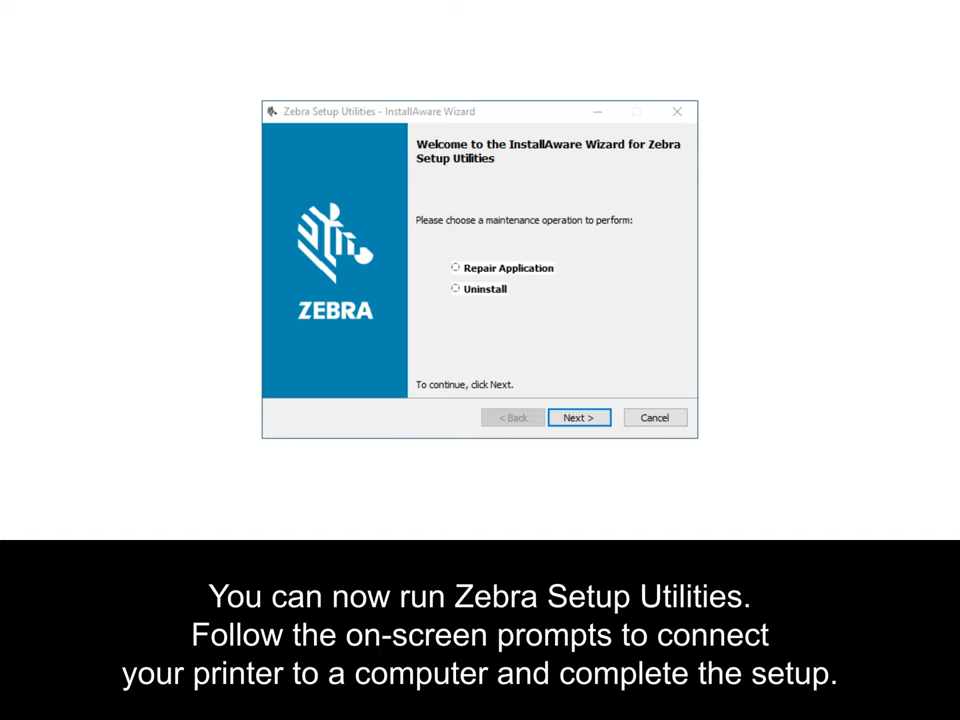 Zebra Setup Utilities - InstallAware Wizard
Welcome to the InstallAware Wizard for Zebra
Setup Utilities
Please choose a maintenance operation to perform:
Repair Application
Uninstall
ZEBRA
To continue, click Next.
< Back
Next >
Cancel
You can now run Zebra Setup Utilities.
Follow the on-screen prompts to connect
your printer to a computer and complete the setup.